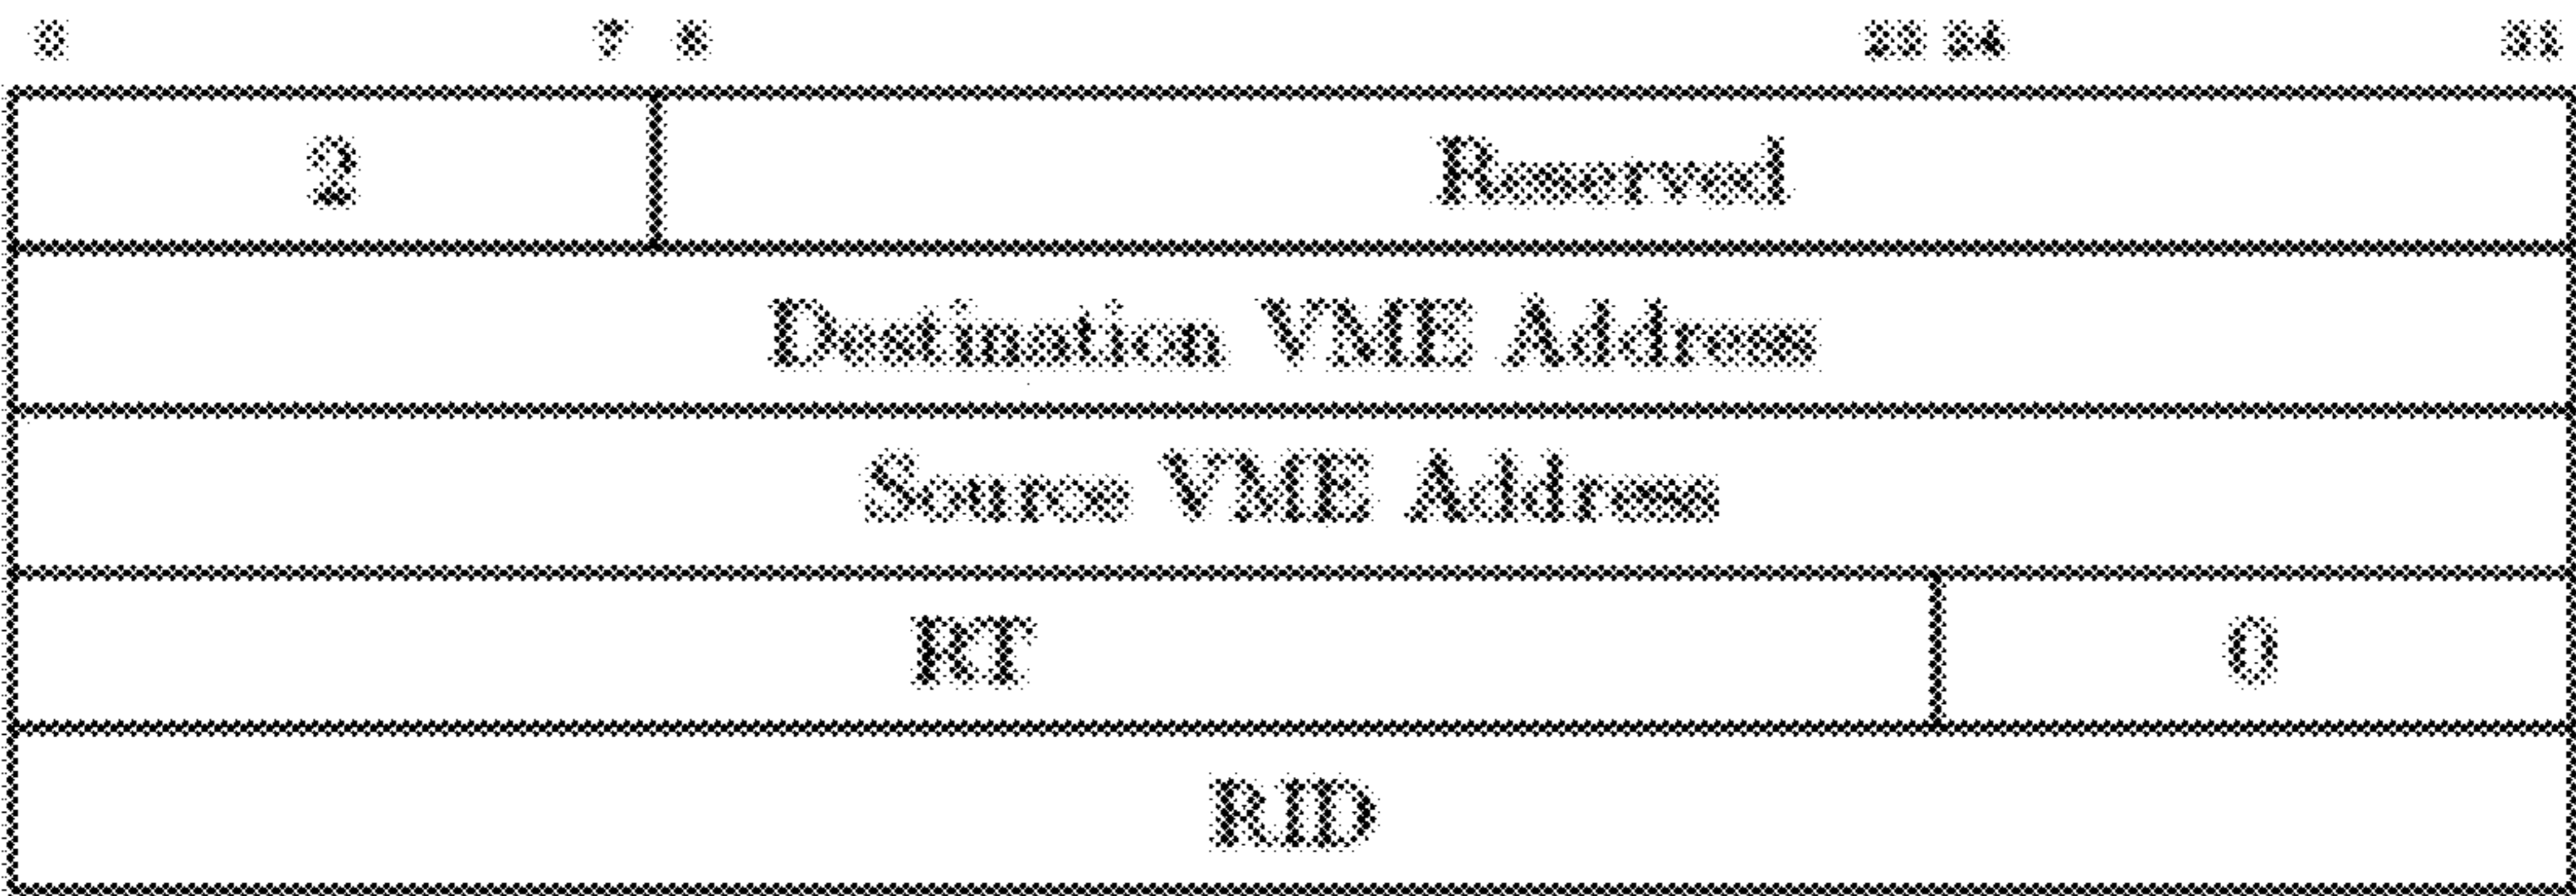 0 7 8 23 24 31
2 Reserved
Destination VME Address
Source VME Address
RT 0
RID